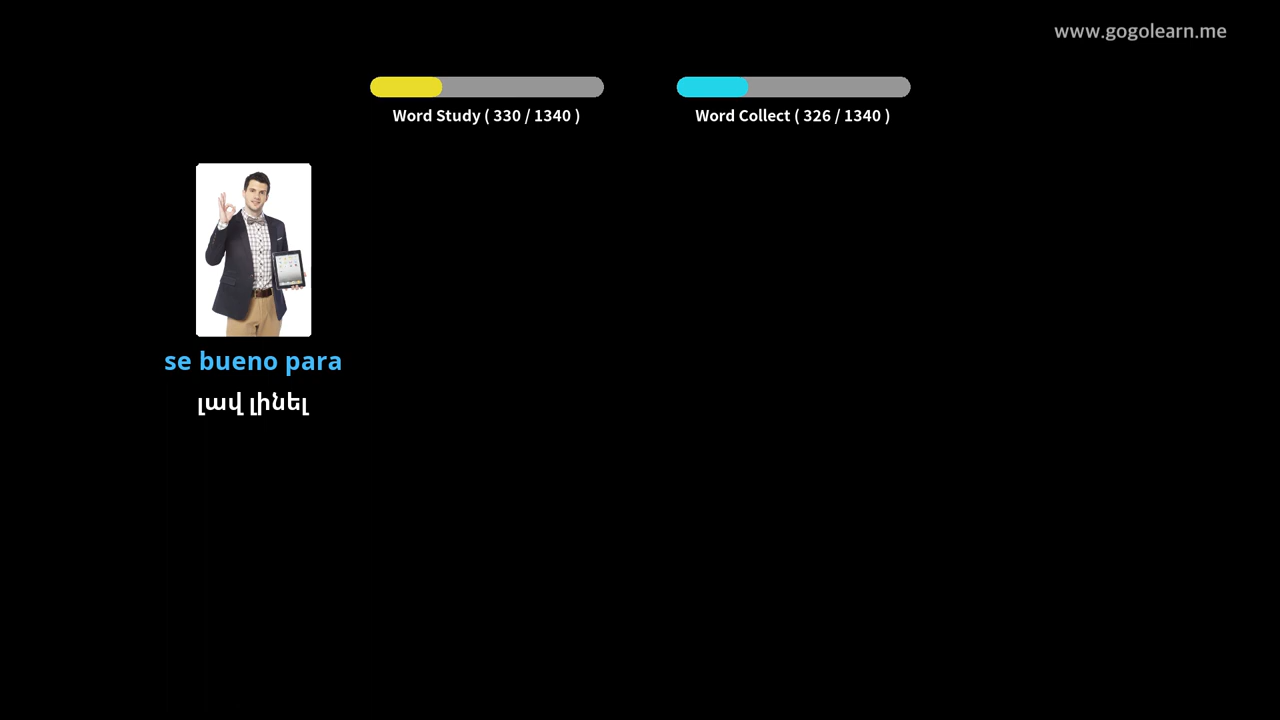 www.gogolearn.me
Word Study ( 330 / 1340 )
Word Collect ( 326 / 1340 )
se bueno para
լավ լինել